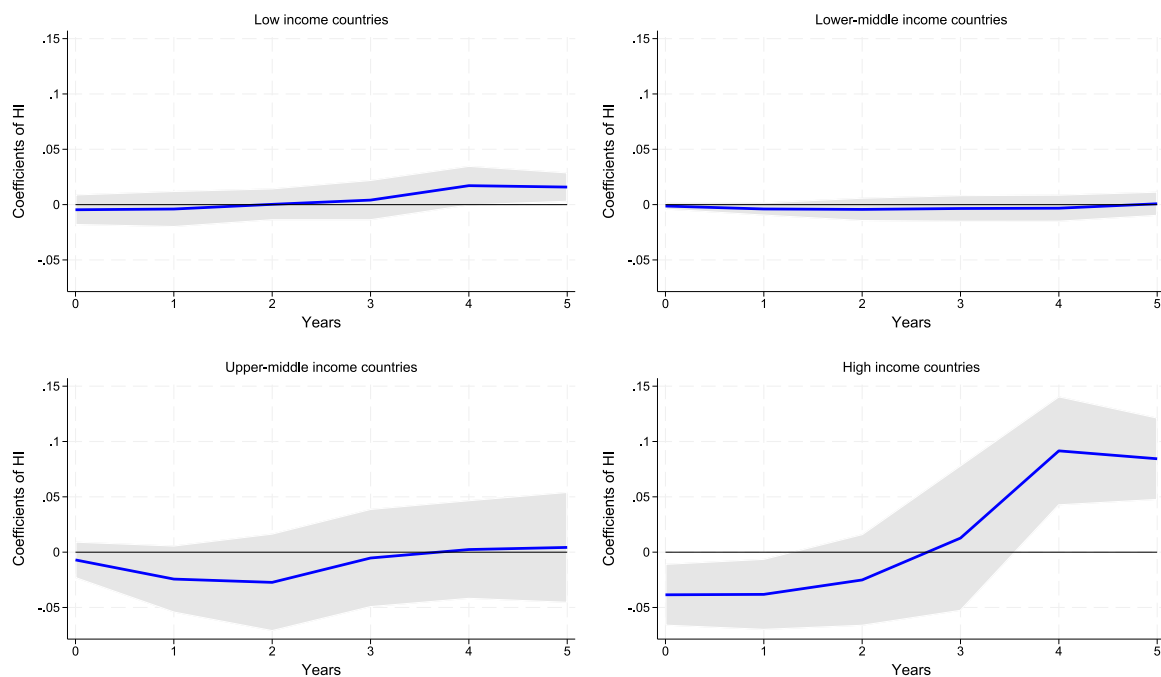 Low income countries
.15
.1
.05
0
-.05
Coefficients of HI
0 1 2 3 4 5
Years
Lower-middle income countries
.15
.1
.05
0
-.05
Coefficients of HI
0 1 2 3 4 5
Years
Upper-middle income countries
.15
.1
.05
0
-.05
Coefficients of HI
0 1 2 3 4 5
Years
High income countries
.15
.1
.05
0
-.05
Coefficients of HI
0 1 2 3 4 5
Years